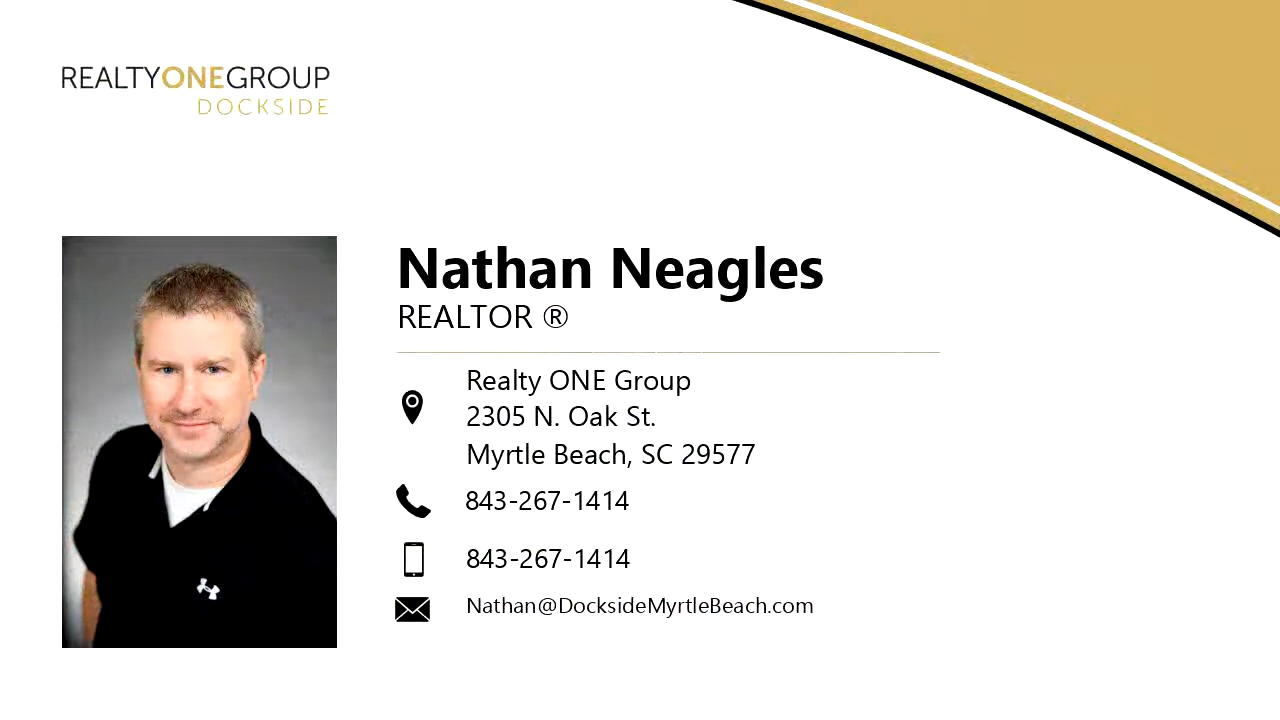 REALTYONEGROUP
DOCKSIDE
Nathan Neagles
REALTOR ®
Realty ONE Group
2305 N. Oak St.
Myrtle Beach, SC 29577
843-267-1414
843-267-1414
Nathan@DocksideMyrtleBeach.com